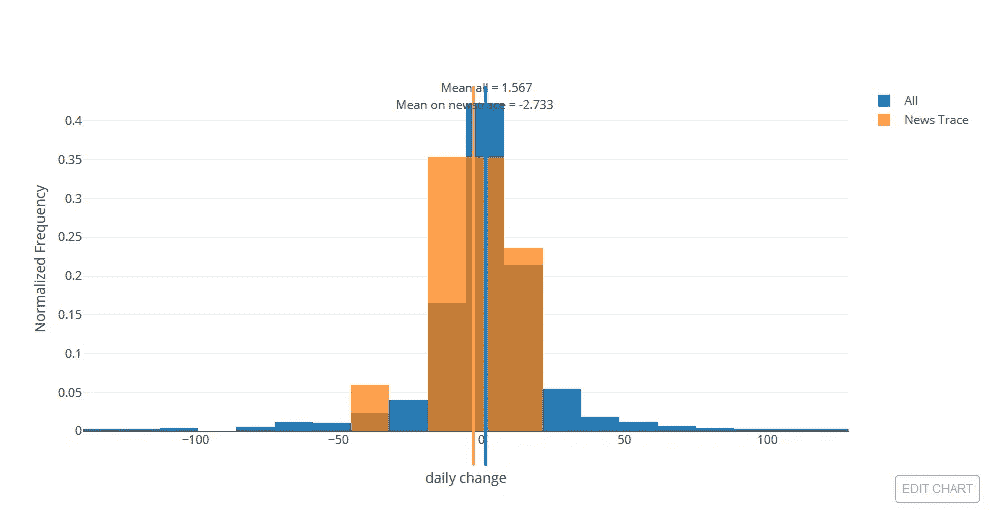 Mean all = 1.567
Mean on newstrace = -2.733
All
News Trace
Normalized Frequency
0.4
0.35
0.3
0.25
0.2
0.15
0.1
0.05
0
−100
−50
0
50
100
daily change
EDIT CHART